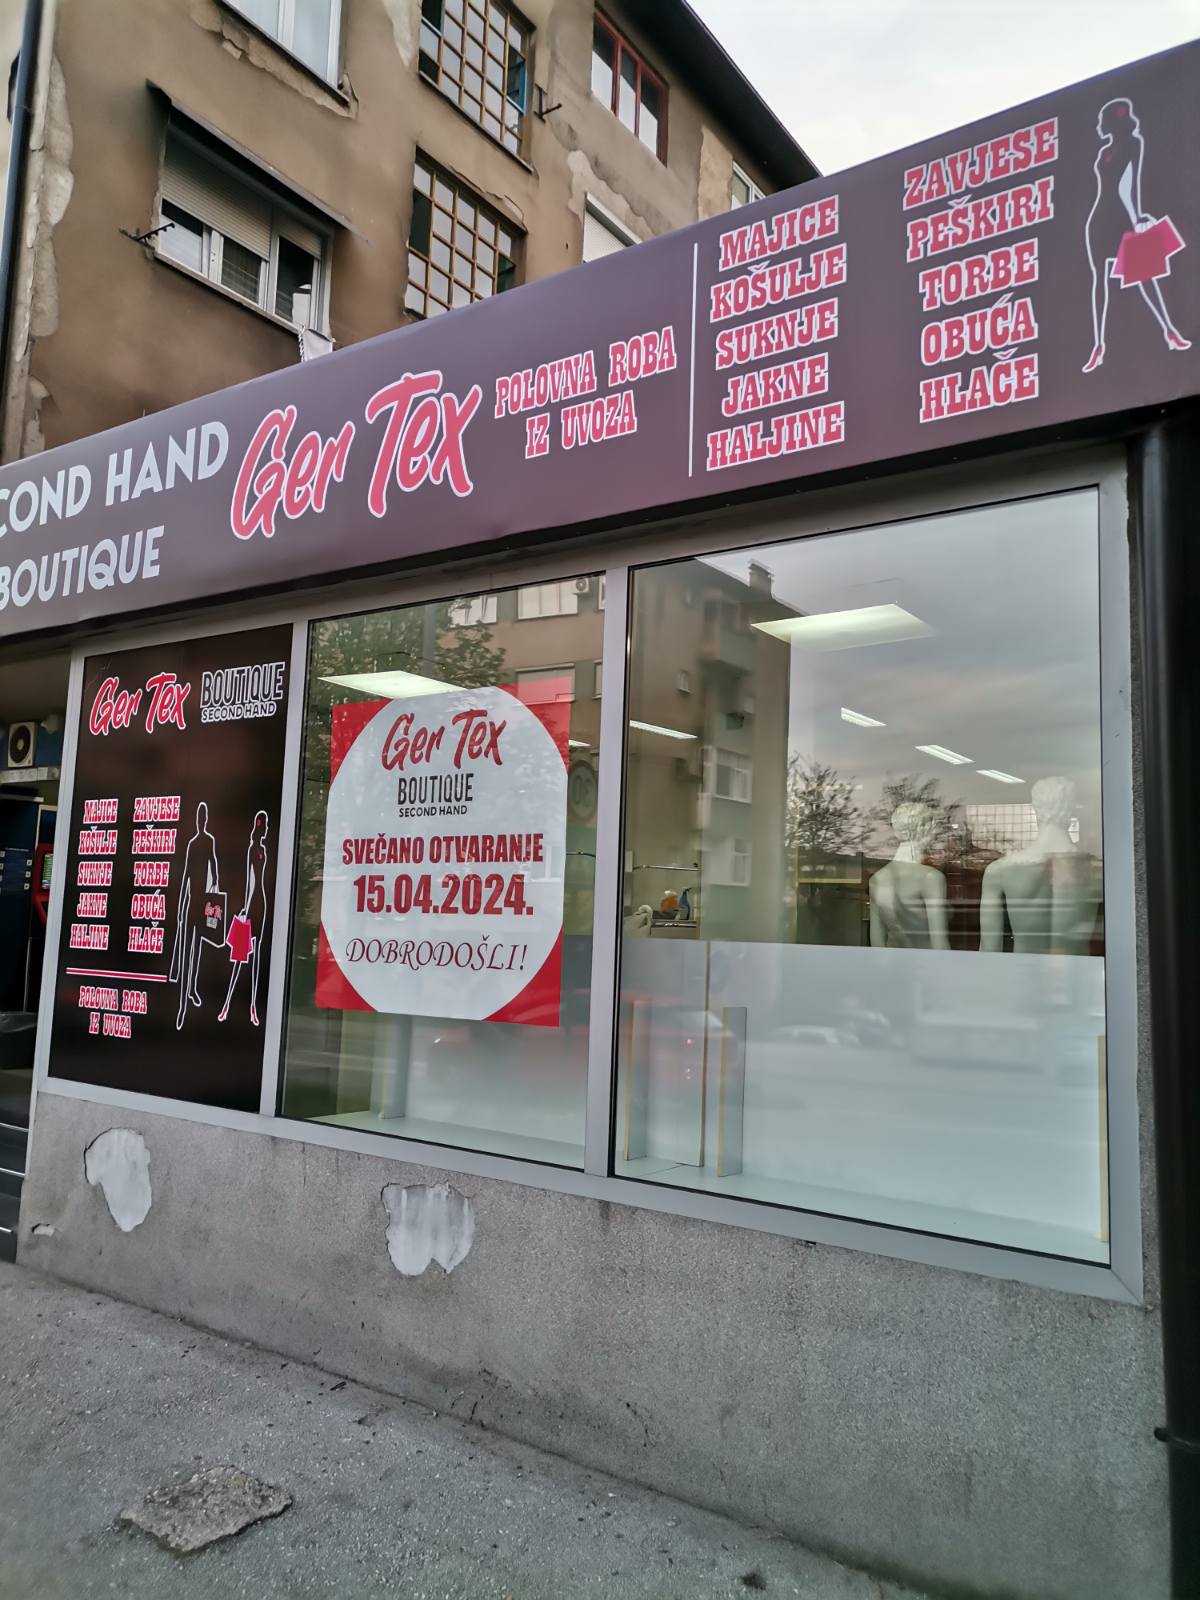 COND HAND
BOUTIQUE
Ger Tex
POLOVNA ROBA
IZ UVOZA
MAJICE
KOŠULJE
SUKNJE
JAKNE
HALJINE
ZAVJESE
PEŠKIRI
TORBE
OBUĆA
HLAČE
Ger Tex
BOUTIQUE
SECOND HAND
MAJICE
KOŠULJE
SUKNJE
JAKNE
HALJINE
ZAVJESE
PEŠKIRI
TORBE
OBUĆA
HLAČE
POLOVNA ROBA
IZ UVOZA
Ger Tex
BOUTIQUE
SECOND HAND
SVEČANO OTVARANJE
15.04.2024.
DOBRODOŠLI!